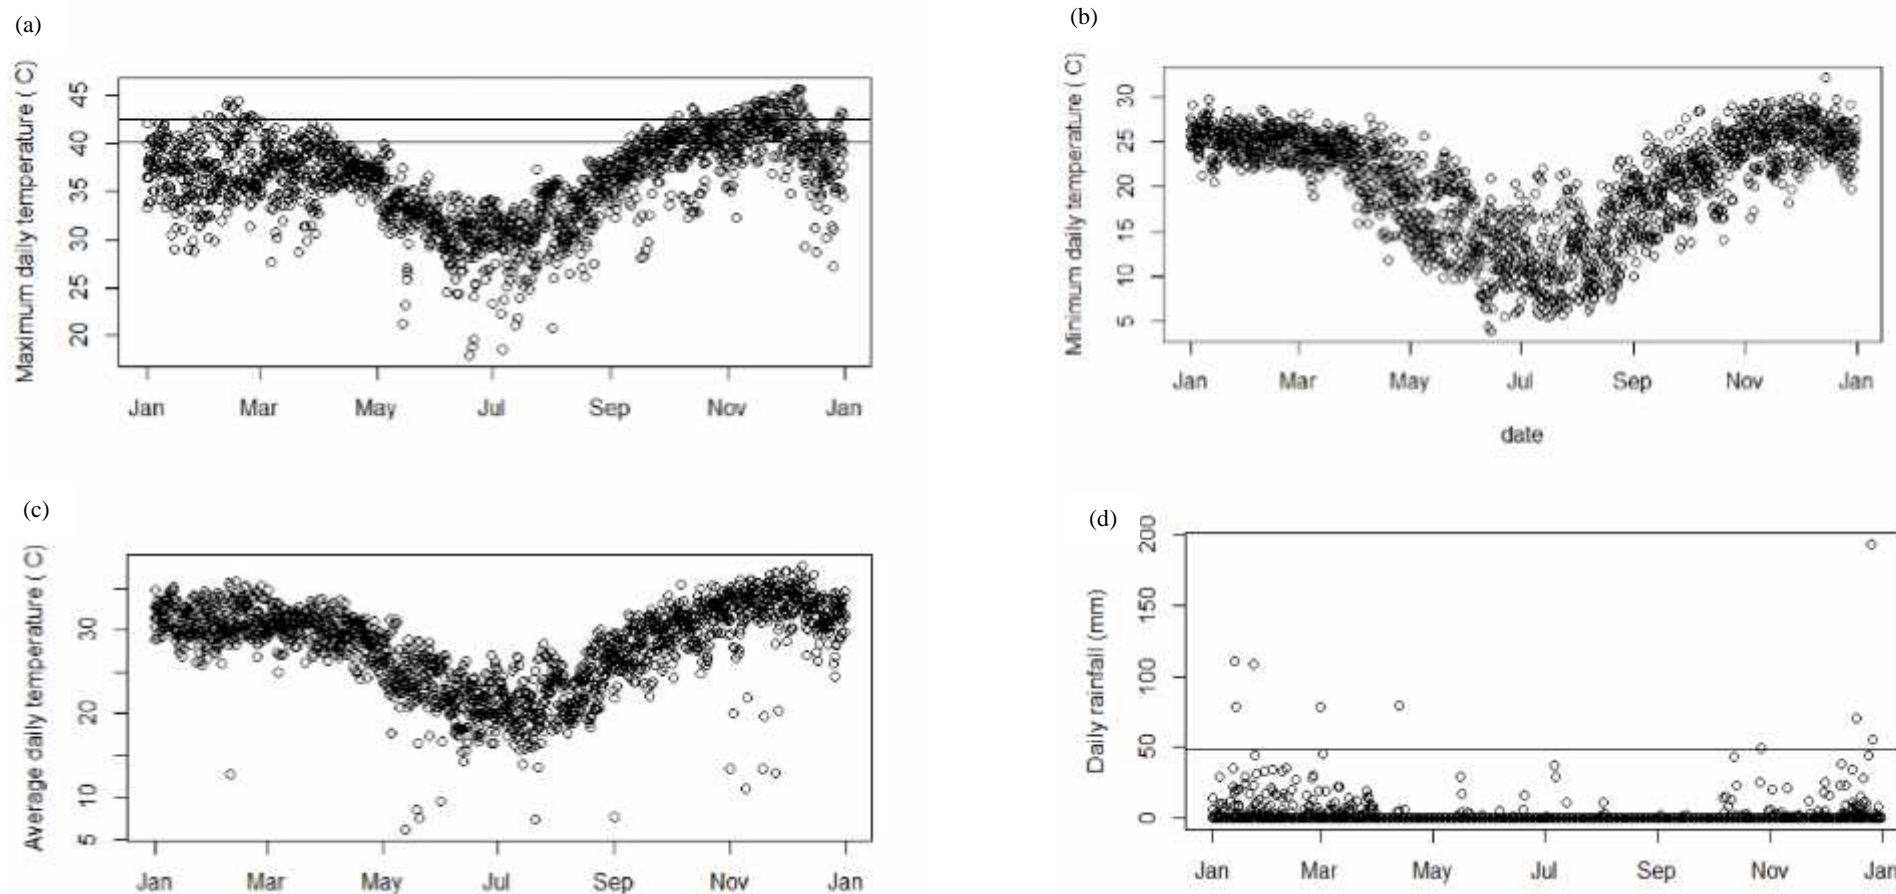 (a)
Maximum daily temperature ( C)
45
40
35
30
25
20
Jan Mar May Jul Sep Nov Jan
(b)
Minimum daily temperature ( C)
30
25
20
15
10
5
Jan Mar May Jul Sep Nov Jan
date
(c)
Average daily temperature ( C)
30
20
10
5
Jan Mar May Jul Sep Nov Jan
(d)
Daily rainfall (mm)
200
150
100
50
0
Jan Mar May Jul Sep Nov Jan